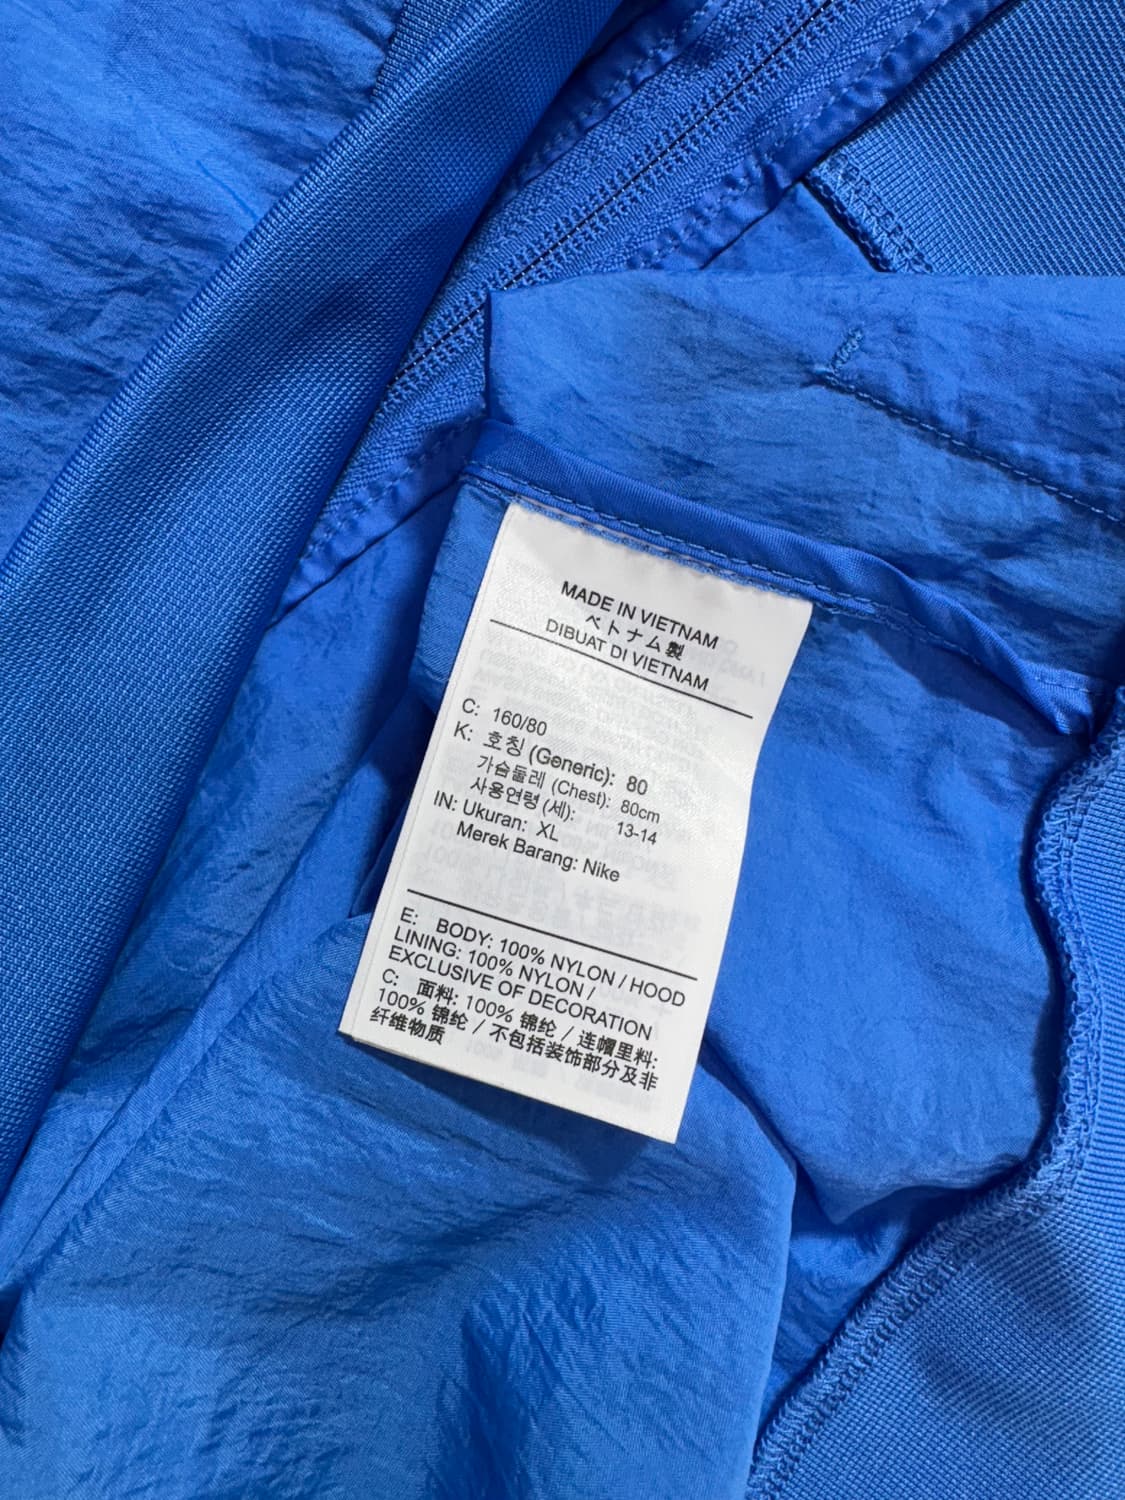 MADE IN VIETNAM
ベトナム製
DIBUAT DI VIETNAM
C: 160/80
K: 호칭 (Generic): 80
가슴둘레 (Chest): 80cm
사용연령 (세): 13-14
IN: Ukuran: XL
Merek Barang: Nike
E: BODY: 100% NYLON / HOOD
LINING: 100% NYLON /
EXCLUSIVE OF DECORATION
C: 面料: 100% 锦纶 / 连帽里料:
100% 锦纶 / 不包括装饰部分及非
纤维物质